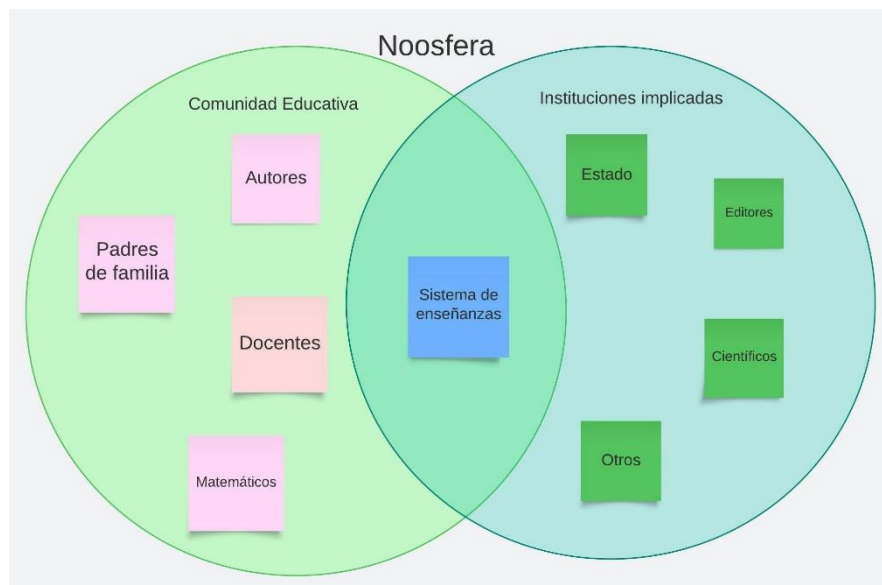 Noosfera
Comunidad Educativa
Autores
Padres
de familia
Docentes
Matemáticos
Sistema de
enseñanzas
Instituciones implicadas
Estado
Editores
Científicos
Otros